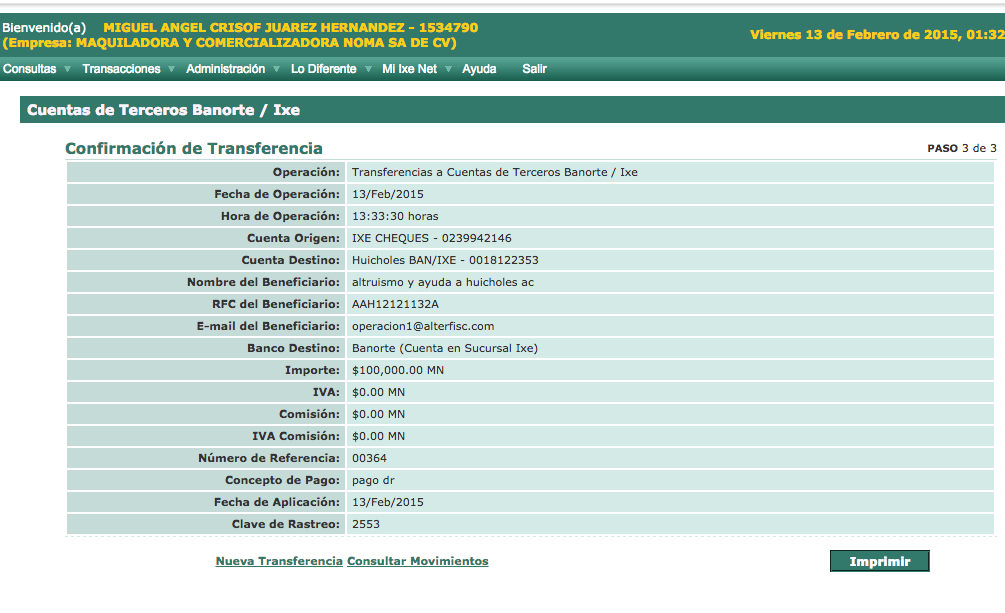 Bienvenido(a) MIGUEL ANGEL CRISOF JUAREZ HERNANDEZ - 1534790
(Empresa: MAQUILADORA Y COMERCIALIZADORA NOMA SA DE CV)
Viernes 13 de Febrero de 2015, 01:32
Consultas Transacciones Administración Lo Diferente Mi Ixe Net Ayuda Salir
Cuentas de Terceros Banorte / Ixe
Confirmación de Transferencia PASO 3 de 3
Operación: Transferencias a Cuentas de Terceros Banorte / Ixe
Fecha de Operación: 13/Feb/2015
Hora de Operación: 13:33:30 horas
Cuenta Origen: IXE CHEQUES - 0239942146
Cuenta Destino: Huicholes BAN/IXE - 0018122353
Nombre del Beneficiario: altruismo y ayuda a huicholes ac
RFC del Beneficiario: AAH12121132A
E-mail del Beneficiario: operacion1@alterfisc.com
Banco Destino: Banorte (Cuenta en Sucursal Ixe)
Importe: $100,000.00 MN
IVA: $0.00 MN
Comisión: $0.00 MN
IVA Comisión: $0.00 MN
Número de Referencia: 00364
Concepto de Pago: pago dr
Fecha de Aplicación: 13/Feb/2015
Clave de Rastreo: 2553
Nueva Transferencia Consultar Movimientos Imprimir